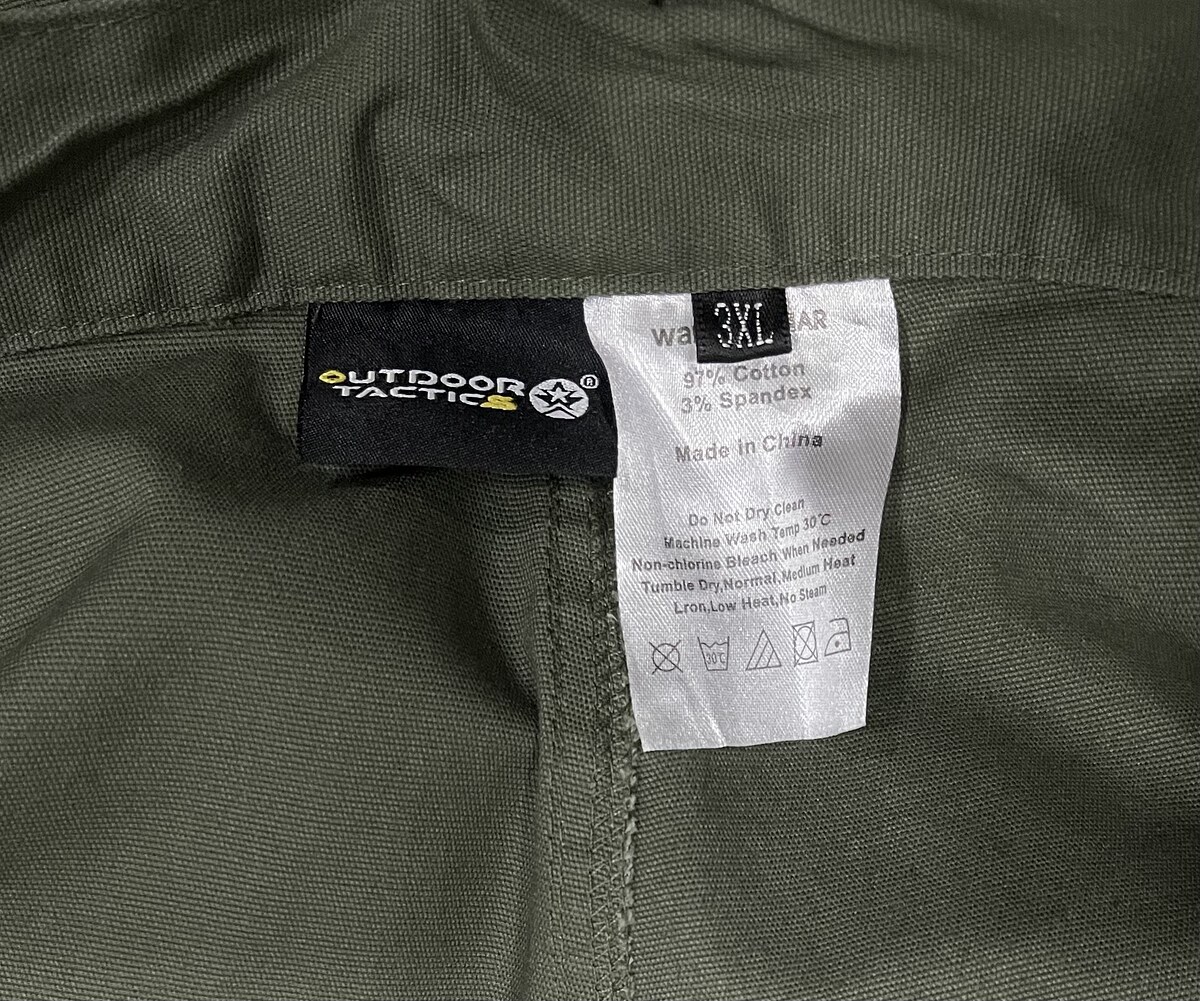 OUTDOOR
TACTICS
®
3XL
97% Cotton
3% Spandex
Made in China
Do Not Dry Clean
Machine Wash Temp 30℃
Non-chlorine Bleach When Needed
Tumble Dry,Normal,Medium Heat
Lron,Low Heat,No Steam
30℃